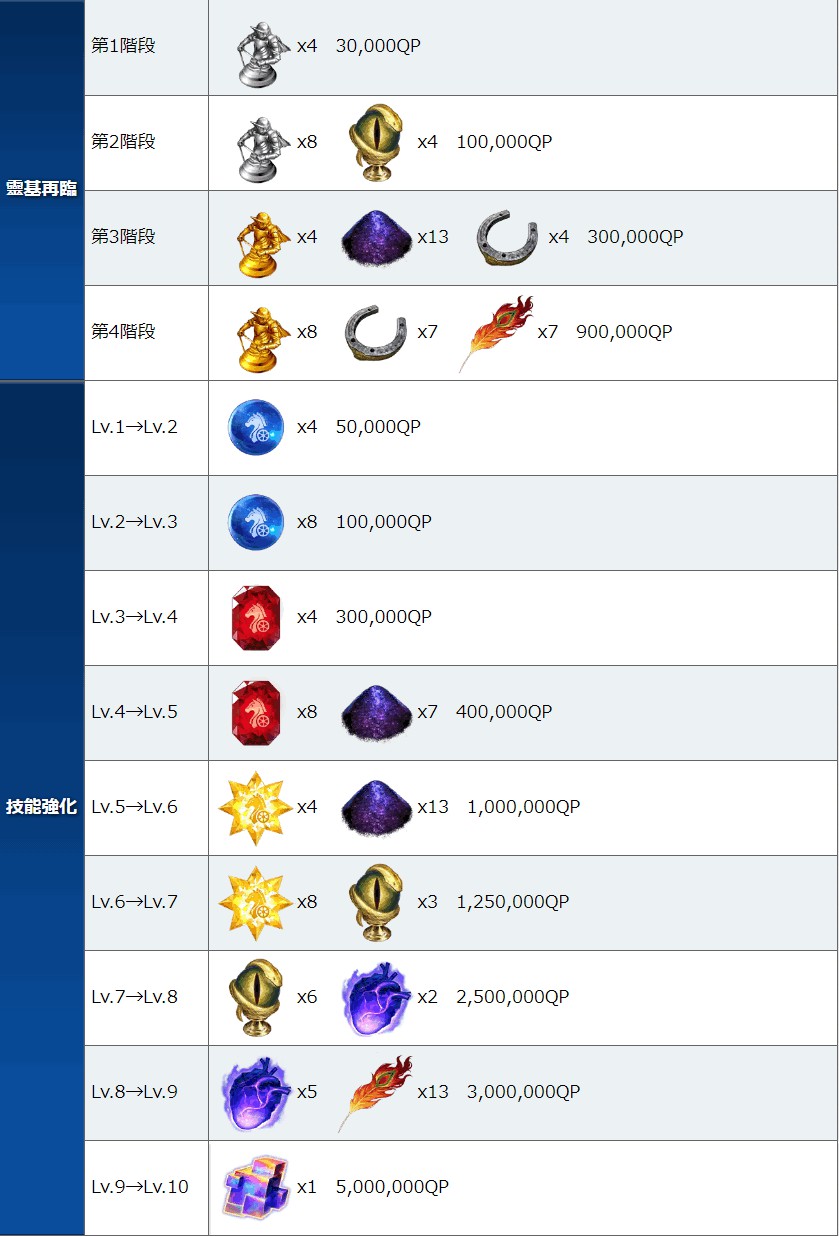 靈基再臨
第1階段 x4 30,000QP
第2階段 x8 x4 100,000QP
第3階段 x4 x13 x4 300,000QP
第4階段 x8 x7 x7 900,000QP
技能強化
Lv.1→Lv.2 x4 50,000QP
Lv.2→Lv.3 x8 100,000QP
Lv.3→Lv.4 x4 300,000QP
Lv.4→Lv.5 x8 x7 400,000QP
Lv.5→Lv.6 x4 x13 1,000,000QP
Lv.6→Lv.7 x8 x3 1,250,000QP
Lv.7→Lv.8 x6 x2 2,500,000QP
Lv.8→Lv.9 x5 x13 3,000,000QP
Lv.9→Lv.10 x1 5,000,000QP